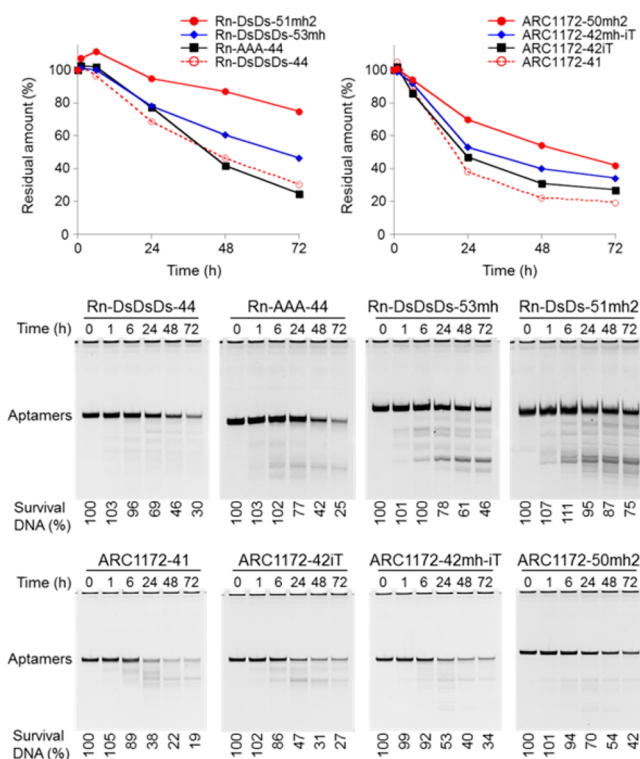 Rn-DsDs-51mh2
Rn-DsDsDs-53mh
Rn-AAA-44
Rn-DsDsDs-44
Residual amount (%)
100
80
60
40
20
0
0 24 48 72
Time (h)
ARC1172-50mh2
ARC1172-42mh-iT
ARC1172-42iT
ARC1172-41
Residual amount (%)
100
80
60
40
20
0
0 24 48 72
Time (h)
Rn-DsDsDs-44 Rn-AAA-44 Rn-DsDsDs-53mh Rn-DsDs-51mh2
Time (h) 0 1 6 24 48 72 0 1 6 24 48 72 0 1 6 24 48 72 0 1 6 24 48 72
Aptamers
Survival DNA (%) 100 103 96 69 46 30 100 103 102 77 42 25 100 101 100 78 61 46 100 107 111 95 87 75
ARC1172-41 ARC1172-42iT ARC1172-42mh-iT ARC1172-50mh2
Time (h) 0 1 6 24 48 72 0 1 6 24 48 72 0 1 6 24 48 72 0 1 6 24 48 72
Aptamers
Survival DNA (%) 100 105 89 38 22 19 100 102 86 47 31 27 100 99 92 53 40 34 100 101 94 70 54 42